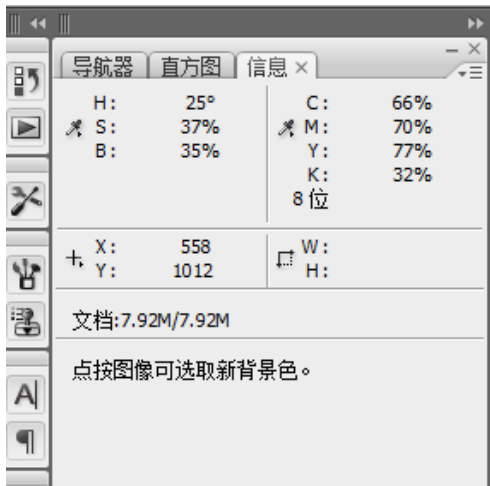 导航器 直方图 信息 ×
H: 25° C: 66%
S: 37% M: 70%
B: 35% Y: 77%
K: 32%
8 位
X: 558 W:
Y: 1012 H:
文档:7.92M/7.92M
点按图像可选取新背景色。
A